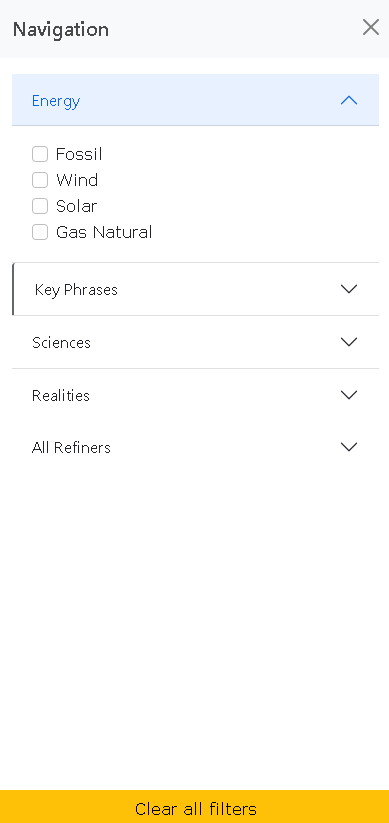 Navigation
Energy
Fossil
Wind
Solar
Gas Natural
Key Phrases
Sciences
Realities
All Refiners
Clear all filters